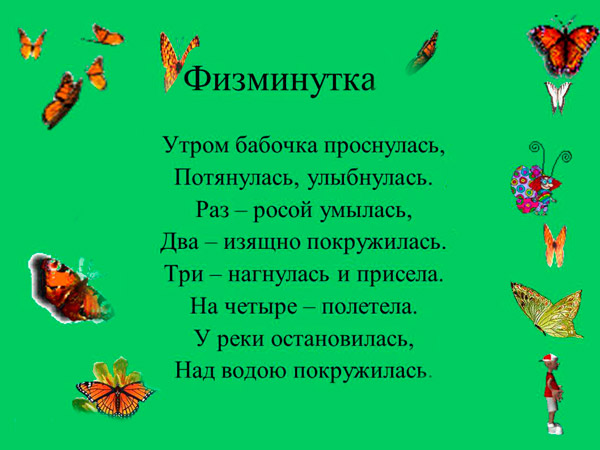 Физминутка
Утром бабочка проснулась,
Потянулась, улыбнулась.
Раз – росой умылась,
Два – изящно покружилась.
Три – нагнулась и присела.
На четыре – полетела.
У реки остановилась,
Над водою покружилась.